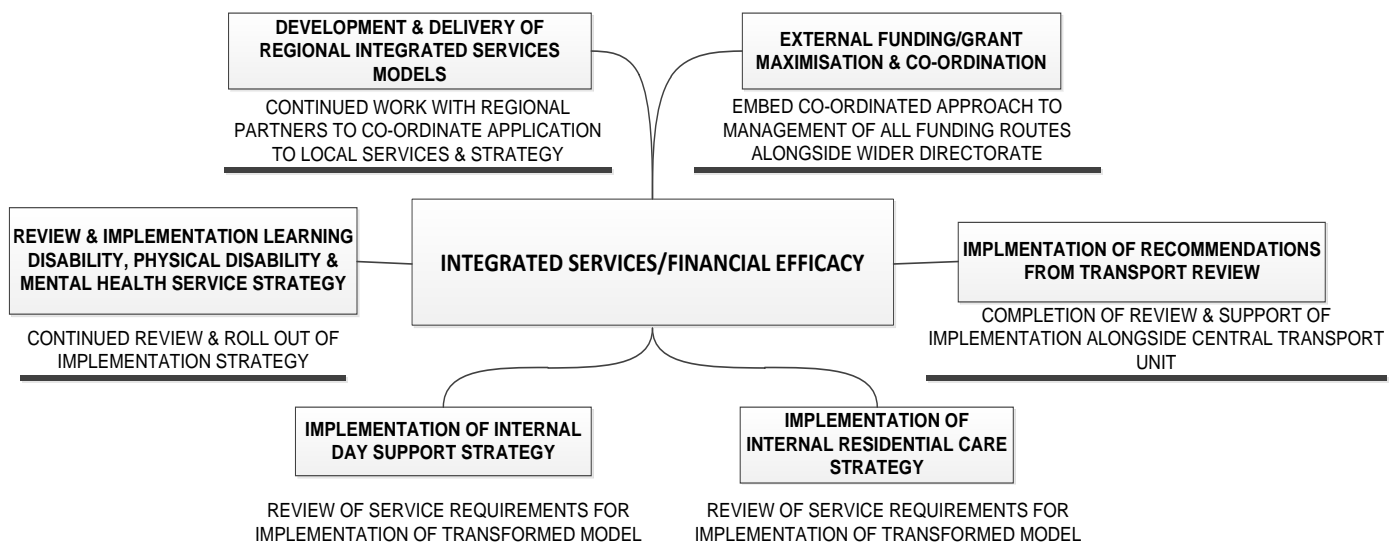 DEVELOPMENT & DELIVERY OF
REGIONAL INTEGRATED SERVICES
MODELS
CONTINUED WORK WITH REGIONAL
PARTNERS TO CO-ORDINATE APPLICATION
TO LOCAL SERVICES & STRATEGY
EXTERNAL FUNDING/GRANT
MAXIMISATION & CO-ORDINATION
EMBED CO-ORDINATED APPROACH TO
MANAGEMENT OF ALL FUNDING ROUTES
ALONGSIDE WIDER DIRECTORATE
REVIEW & IMPLEMENTATION LEARNING
DISABILITY, PHYSICAL DISABILITY &
MENTAL HEALTH SERVICE STRATEGY
CONTINUED REVIEW & ROLL OUT OF
IMPLEMENTATION STRATEGY
INTEGRATED SERVICES/FINANCIAL EFFICACY
IMPLMENTATION OF RECOMMENDATIONS
FROM TRANSPORT REVIEW
COMPLETION OF REVIEW & SUPPORT OF
IMPLEMENTATION ALONGSIDE CENTRAL TRANSPORT
UNIT
IMPLEMENTATION OF INTERNAL
DAY SUPPORT STRATEGY
REVIEW OF SERVICE REQUIREMENTS FOR
IMPLEMENTATION OF TRANSFORMED MODEL
IMPLEMENTATION OF
INTERNAL RESIDENTIAL CARE
STRATEGY
REVIEW OF SERVICE REQUIREMENTS FOR
IMPLEMENTATION OF TRANSFORMED MODEL